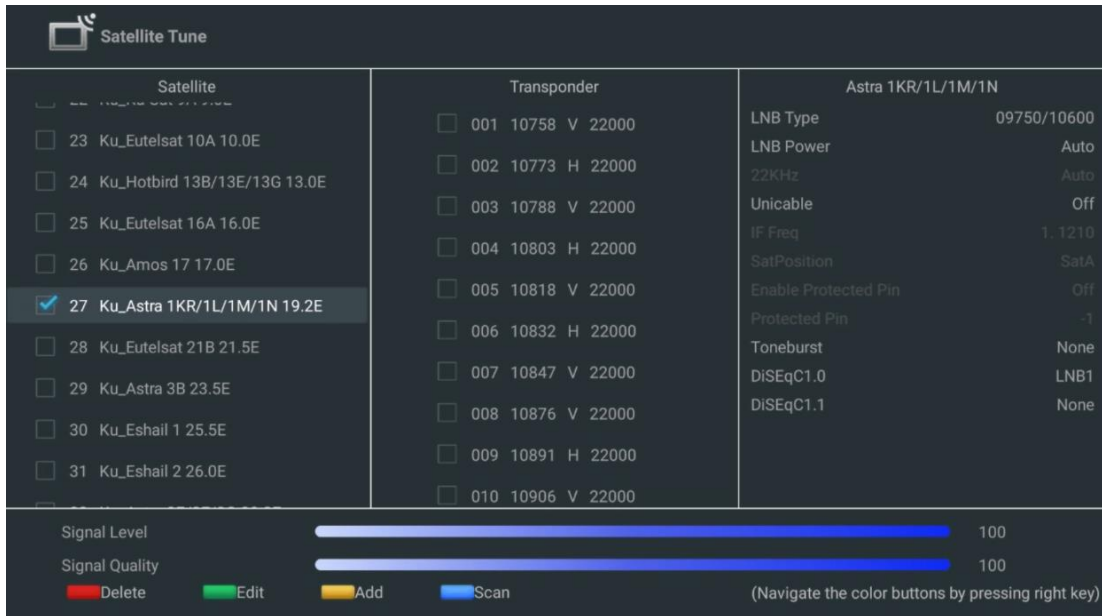 Satellite Tune
Satellite
23 Ku_Eutelsat 10A 10.0E
24 Ku_Hotbird 13B/13E/13G 13.0E
25 Ku_Eutelsat 16A 16.0E
26 Ku_Amos 17 17.0E
27 Ku_Astra 1KR/1L/1M/1N 19.2E
28 Ku_Eutelsat 21B 21.5E
29 Ku_Astra 3B 23.5E
30 Ku_Eshail 1 25.5E
31 Ku_Eshail 2 26.0E
Transponder
001 10758 V 22000
002 10773 H 22000
003 10788 V 22000
004 10803 H 22000
005 10818 V 22000
006 10832 H 22000
007 10847 V 22000
008 10876 V 22000
009 10891 H 22000
010 10906 V 22000
Astra 1KR/1L/1M/1N
LNB Type 09750/10600
LNB Power Auto
22KHz Auto
Unicable Off
IF Freq 1. 1210
SatPosition SatA
Enable Protected Pin Off
Protected Pin -1
Toneburst None
DiSEqC1.0 LNB1
DiSEqC1.1 None
Signal Level 100
Signal Quality 100
Delete Edit Add Scan (Navigate the color buttons by pressing right key)